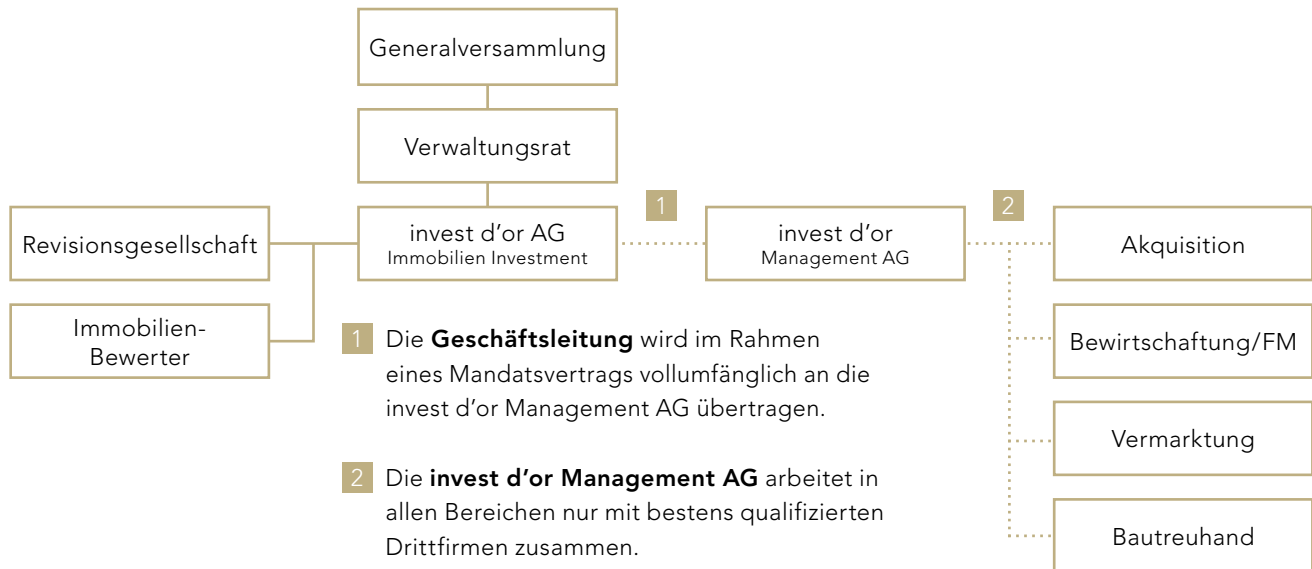 Generalversammlung
Verwaltungsrat
1
2
Revisionsgesellschaft
invest d’or AG
Immobilien Investment
invest d’or
Management AG
Akquisition
Immobilien-
Bewerter
Bewirtschaftung/FM
Vermarktung
Bautreuhand
1 Die Geschäftsleitung wird im Rahmen
eines Mandatsvertrags vollumfänglich an die
invest d’or Management AG übertragen.
2 Die invest d’or Management AG arbeitet in
allen Bereichen nur mit bestens qualifizierten
Drittfirmen zusammen.